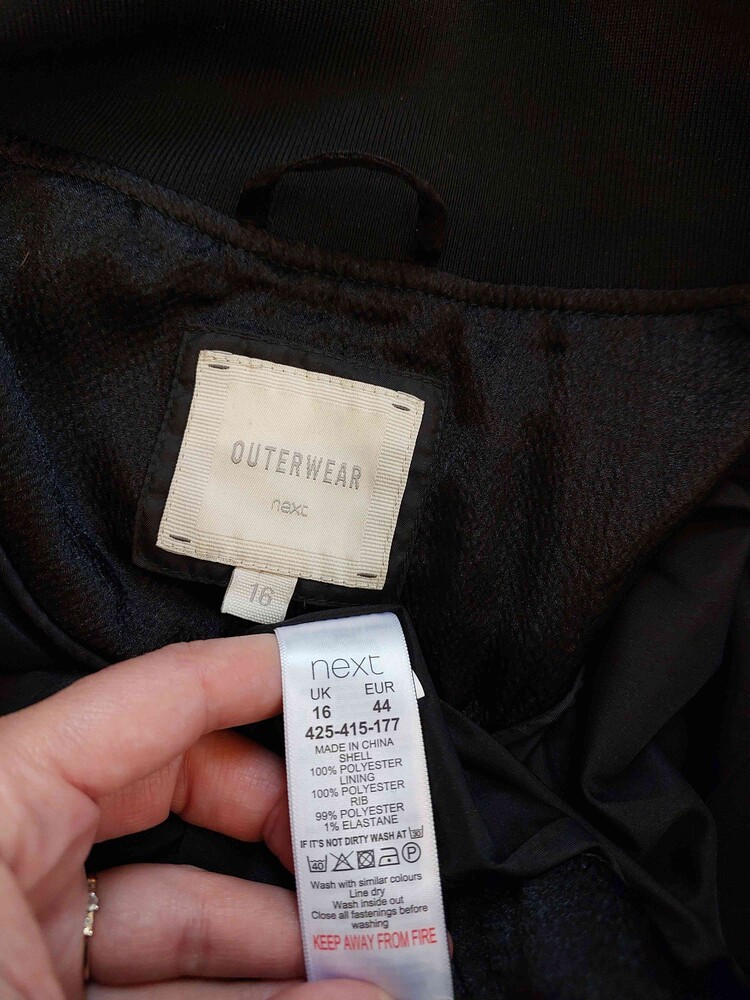 OUTERWEAR
next
16
next
UK EUR
16 44
425-415-177
MADE IN CHINA
SHELL
100% POLYESTER
LINING
100% POLYESTER
RIB
99% POLYESTER
1% ELASTANE
IF IT'S NOT DIRTY WASH AT 30
40 P
Wash with similar colours
Line dry
Wash inside out
Close all fastenings before
washing
KEEP AWAY FROM FIRE